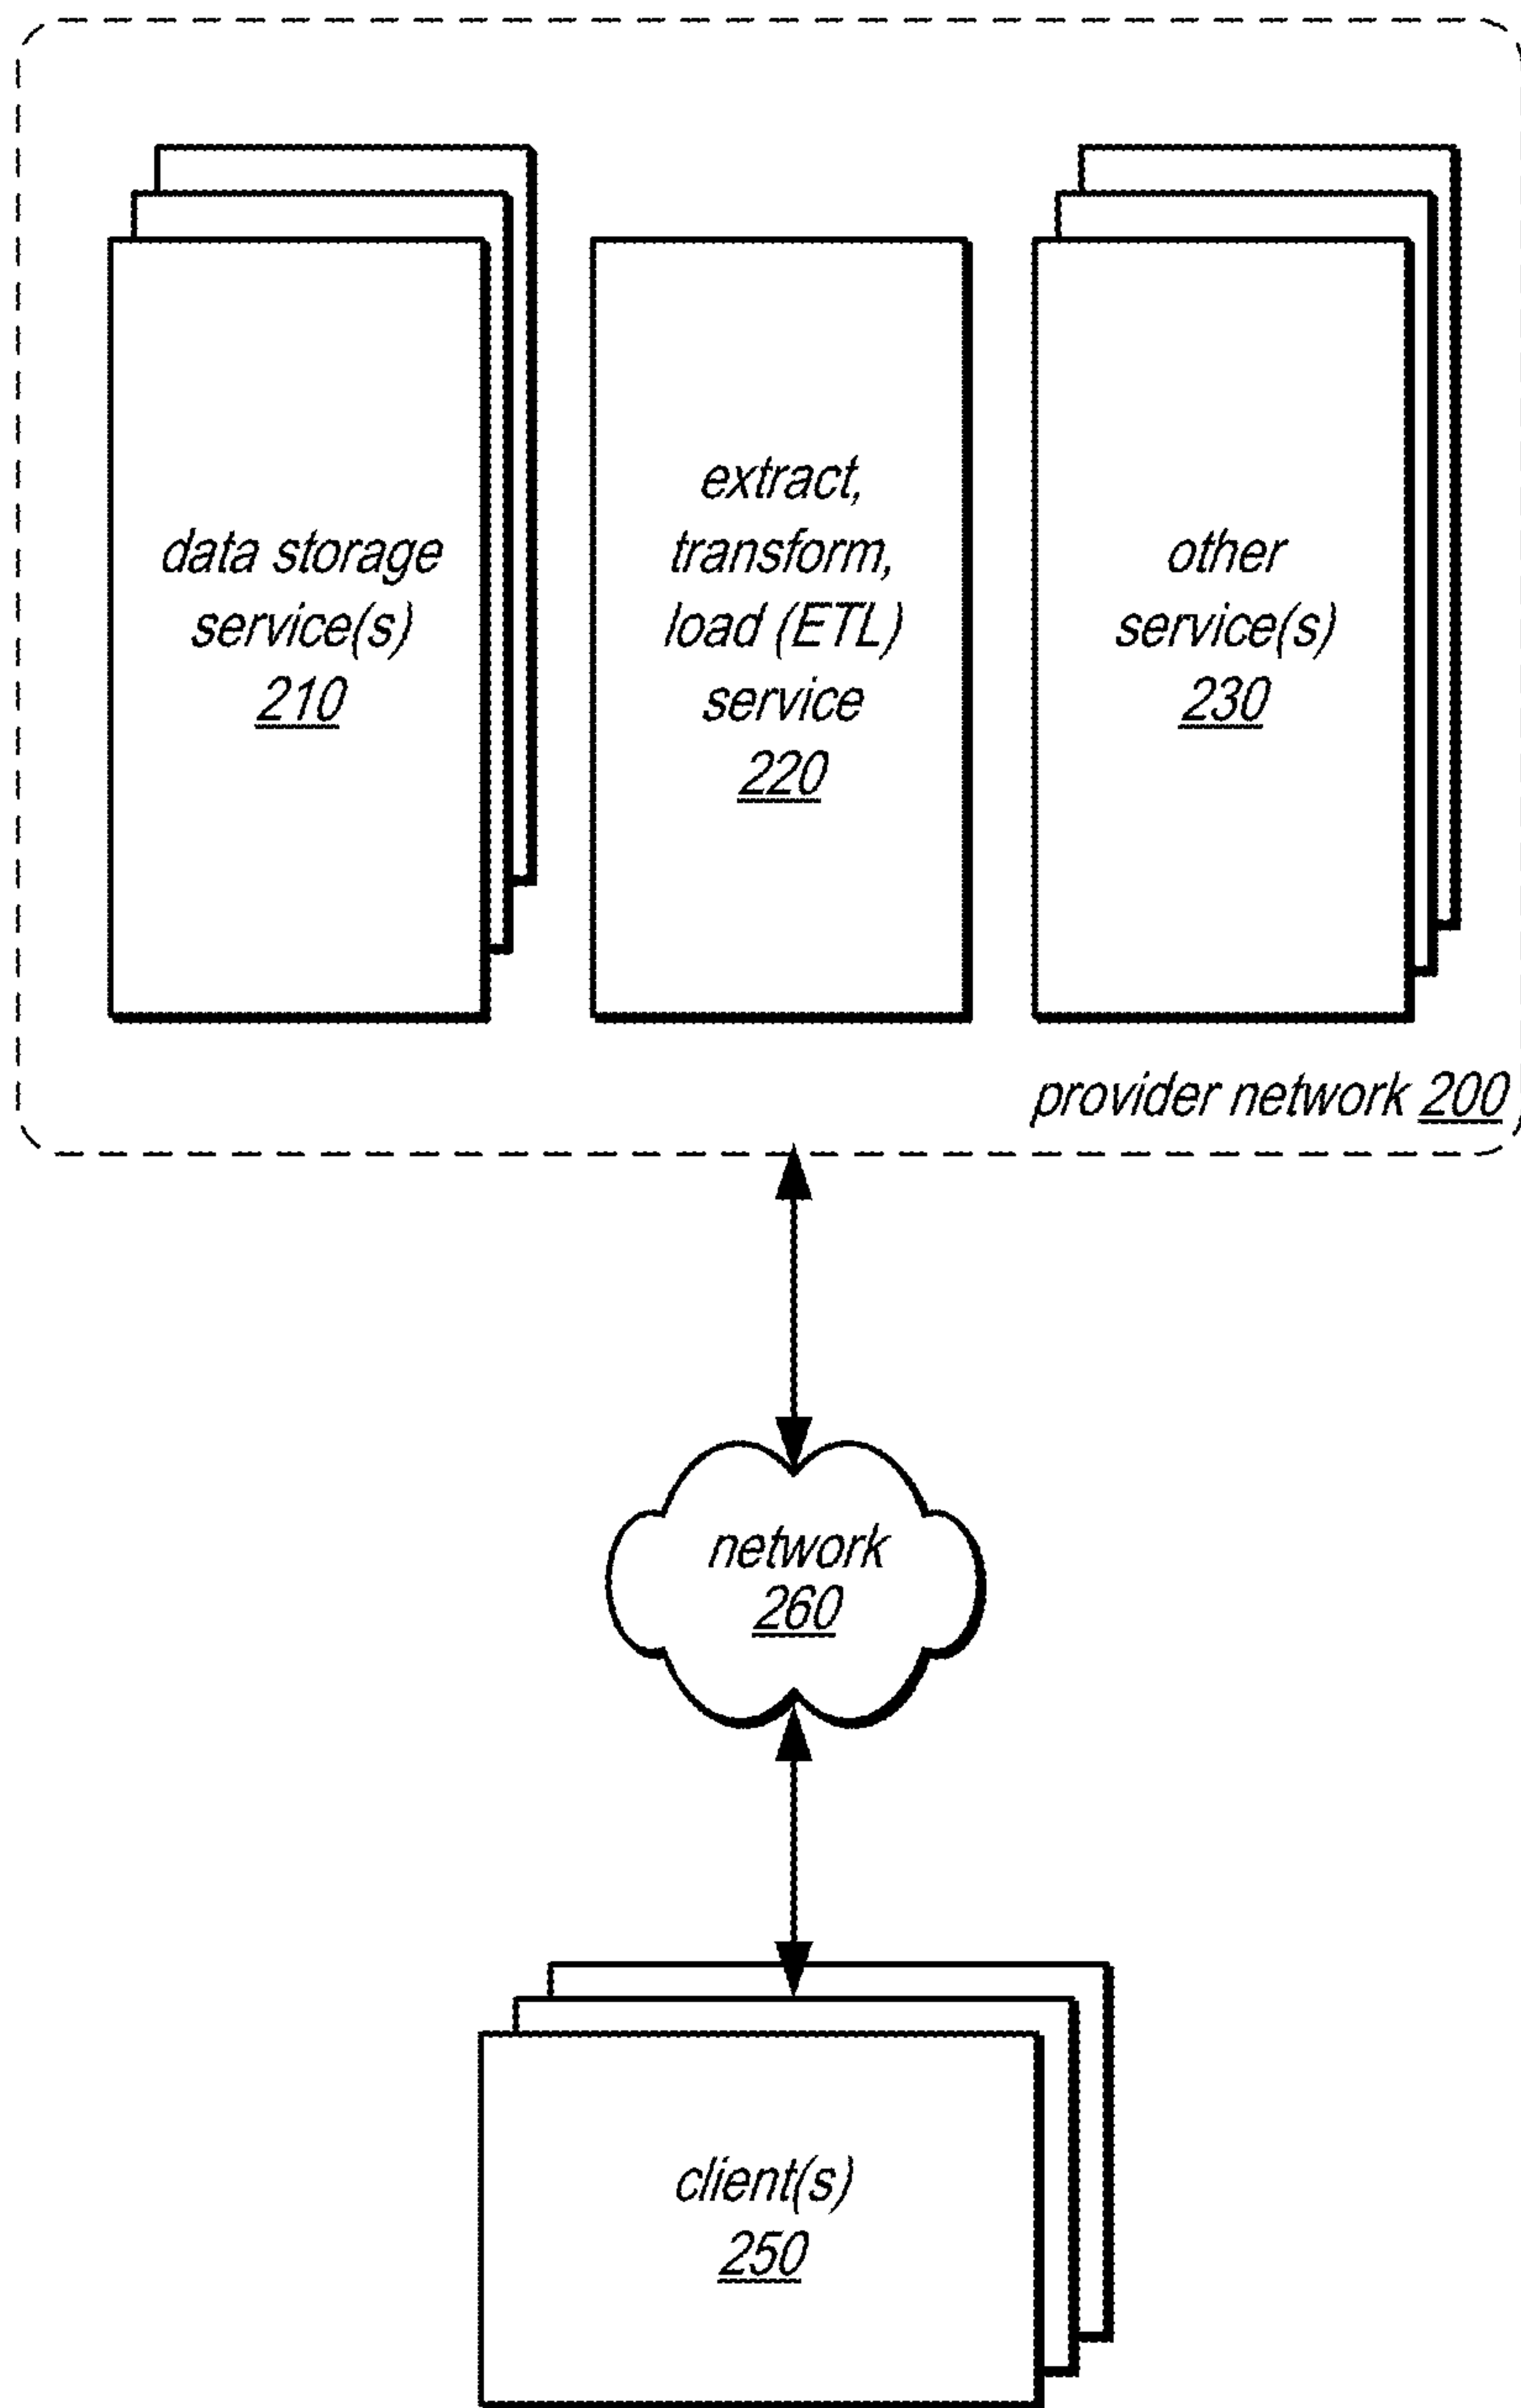 data storage
service(s)
210
extract,
transform,
load (ETL)
service
220
other
service(s)
230
provider network 200
network
260
client(s)
250